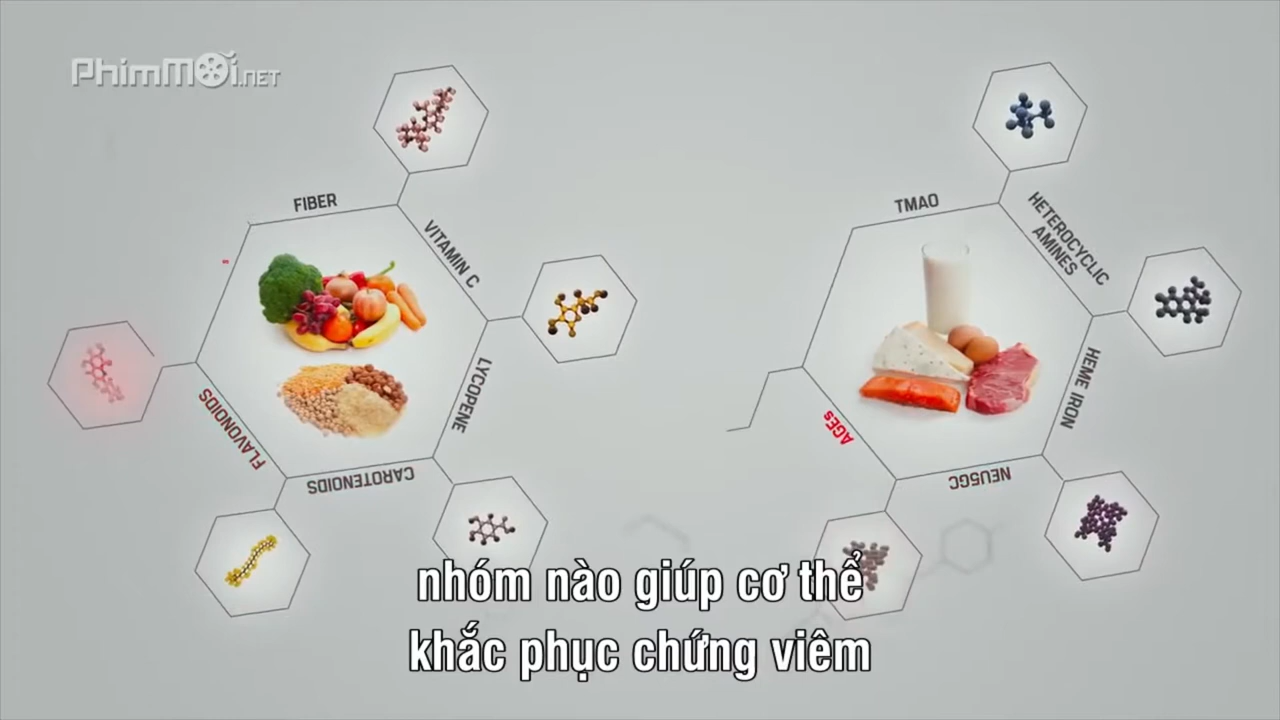 PhimMỗi.NET
FIBER
VITAMIN C
LYCOPENE
CAROTENOIDS
FLAVONOIDS
TMAO
HETEROCYCLIC
AMINES
HEME IRON
NEU5GC
AGEs
nhóm nào giúp cơ thể
khắc phục chứng viêm